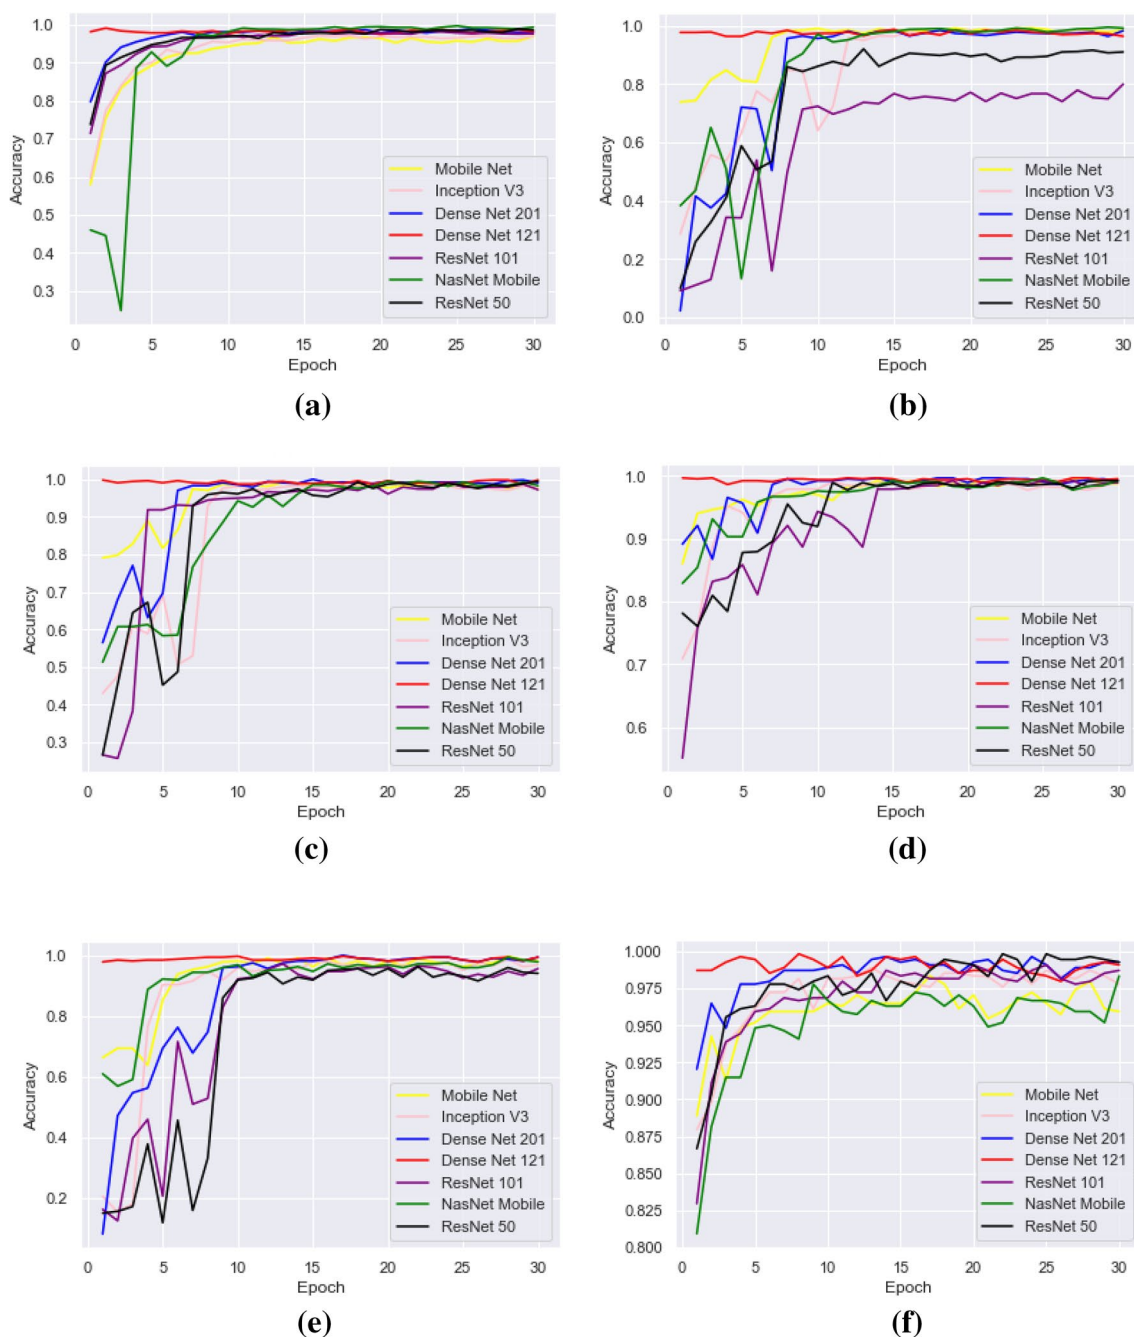 1.0
0.9
0.8
0.7
0.6
0.5
0.4
0.3
Accuracy
Mobile Net
Inception V3
Dense Net 201
Dense Net 121
ResNet 101
NasNet Mobile
ResNet 50
0 5 10 15 20 25 30
Epoch
(a)
1.0
0.8
0.6
0.4
0.2
0.0
Accuracy
Mobile Net
Inception V3
Dense Net 201
Dense Net 121
ResNet 101
NasNet Mobile
ResNet 50
0 5 10 15 20 25 30
Epoch
(b)
1.0
0.9
0.8
0.7
0.6
0.5
0.4
0.3
Accuracy
Mobile Net
Inception V3
Dense Net 201
Dense Net 121
ResNet 101
NasNet Mobile
ResNet 50
0 5 10 15 20 25 30
Epoch
(c)
1.0
0.9
0.8
0.7
0.6
Accuracy
Mobile Net
Inception V3
Dense Net 201
Dense Net 121
ResNet 101
NasNet Mobile
ResNet 50
0 5 10 15 20 25 30
Epoch
(d)
1.0
0.8
0.6
0.4
0.2
Accuracy
Mobile Net
Inception V3
Dense Net 201
Dense Net 121
ResNet 101
NasNet Mobile
ResNet 50
0 5 10 15 20 25 30
Epoch
(e)
1.000
0.975
0.950
0.925
0.900
0.875
0.850
0.825
0.800
Accuracy
Mobile Net
Inception V3
Dense Net 201
Dense Net 121
ResNet 101
NasNet Mobile
ResNet 50
0 5 10 15 20 25 30
Epoch
(f)